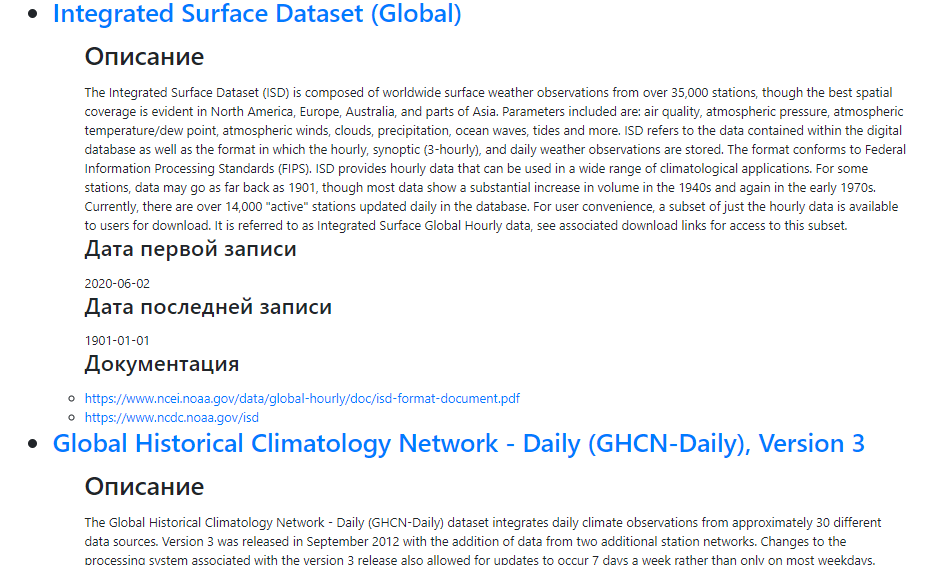 Integrated Surface Dataset (Global)
Описание
The Integrated Surface Dataset (ISD) is composed of worldwide surface weather observations from over 35,000 stations, though the best spatial
coverage is evident in North America, Europe, Australia, and parts of Asia. Parameters included are: air quality, atmospheric pressure, atmospheric
temperature/dew point, atmospheric winds, clouds, precipitation, ocean waves, tides and more. ISD refers to the data contained within the digital
database as well as the format in which the hourly, synoptic (3-hourly), and daily weather observations are stored. The format conforms to Federal
Information Processing Standards (FIPS). ISD provides hourly data that can be used in a wide range of climatological applications. For some
stations, data may go as far back as 1901, though most data show a substantial increase in volume in the 1940s and again in the early 1970s.
Currently, there are over 14,000 "active" stations updated daily in the database. For user convenience, a subset of just the hourly data is available
to users for download. It is referred to as Integrated Surface Global Hourly data, see associated download links for access to this subset.
Дата первой записи
2020-06-02
Дата последней записи
1901-01-01
Документация
https://www.ncei.noaa.gov/data/global-hourly/doc/isd-format-document.pdf
https://www.ncdc.noaa.gov/isd
Global Historical Climatology Network - Daily (GHCN-Daily), Version 3
Описание
The Global Historical Climatology Network - Daily (GHCN-Daily) dataset integrates daily climate observations from approximately 30 different
data sources. Version 3 was released in September 2012 with the addition of data from two additional station networks. Changes to the
processing system associated with the version 3 release also allowed for updates to occur 7 days a week rather than only on most weekdays.